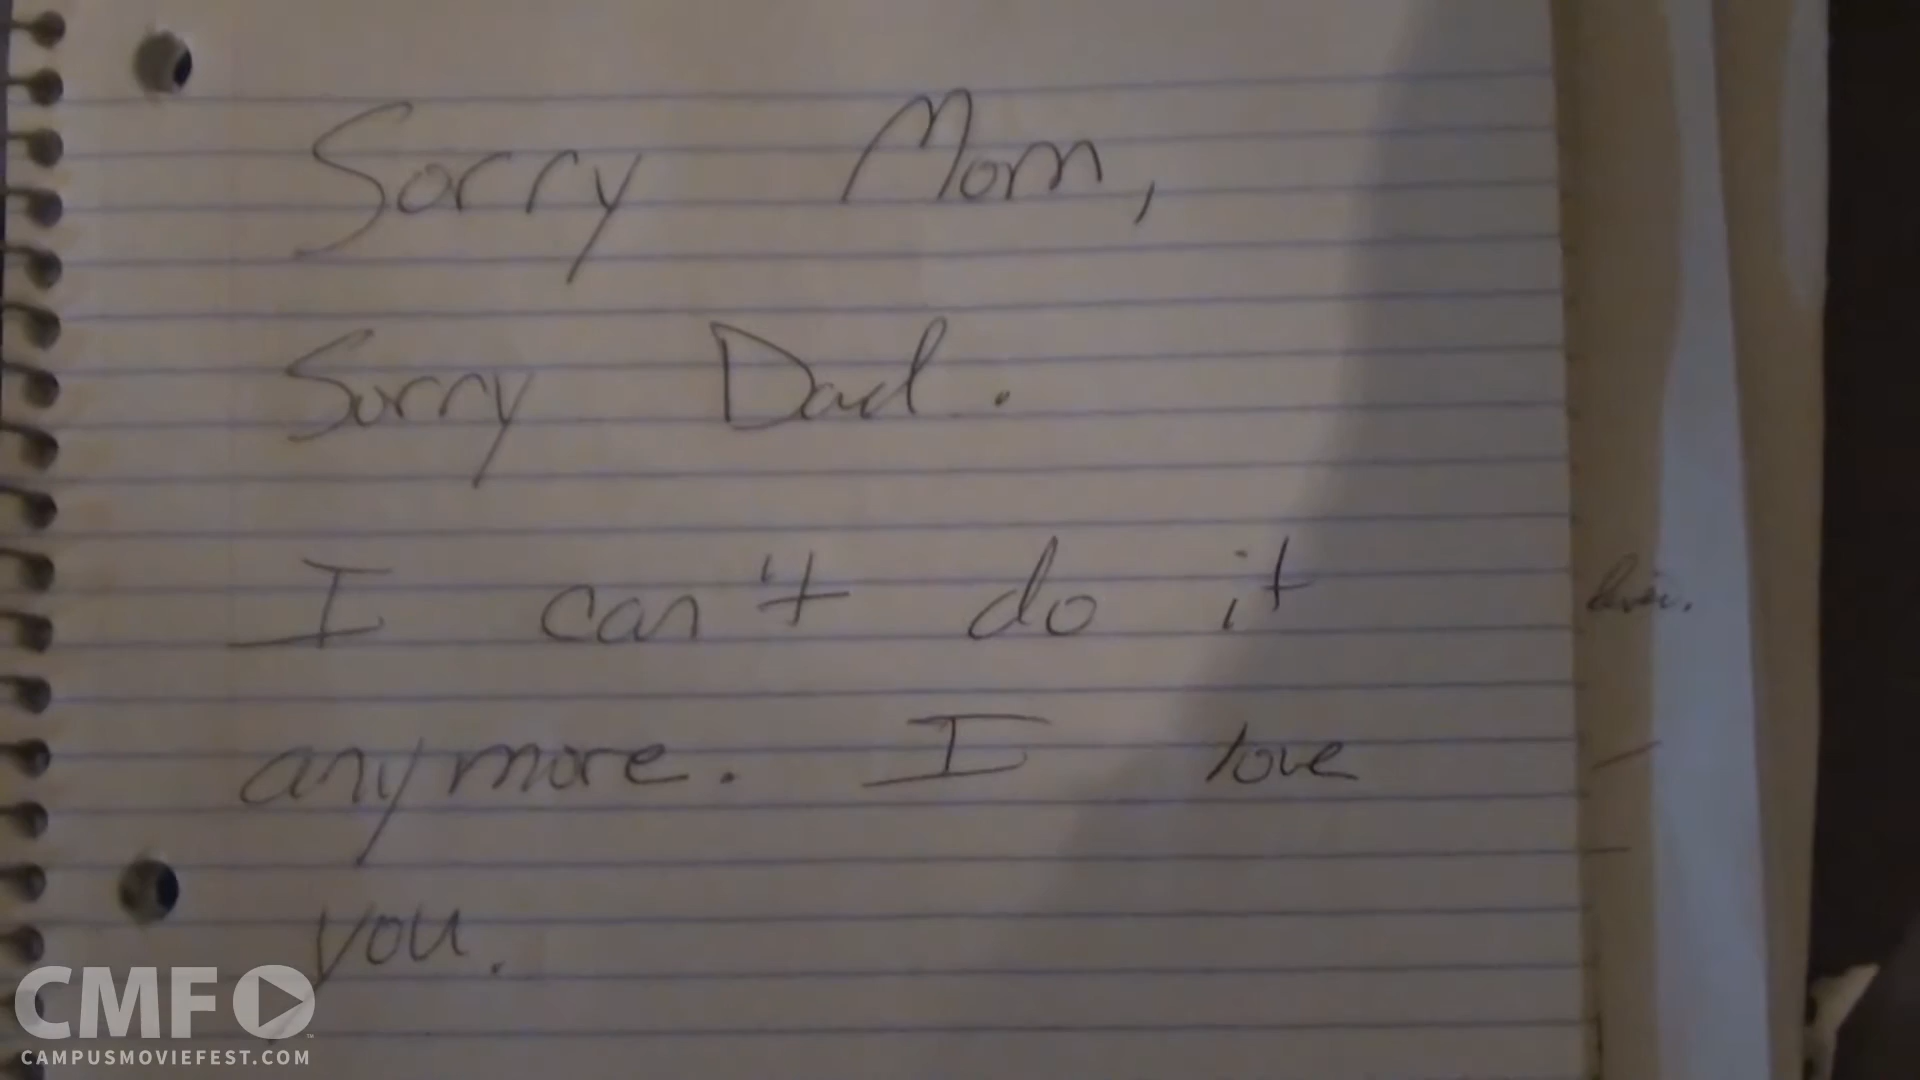 Sorry Mom,
Sorry Dad.
I can't do it
anymore. I love
you.
CMF
CAMPUSMOVIEFEST.COM